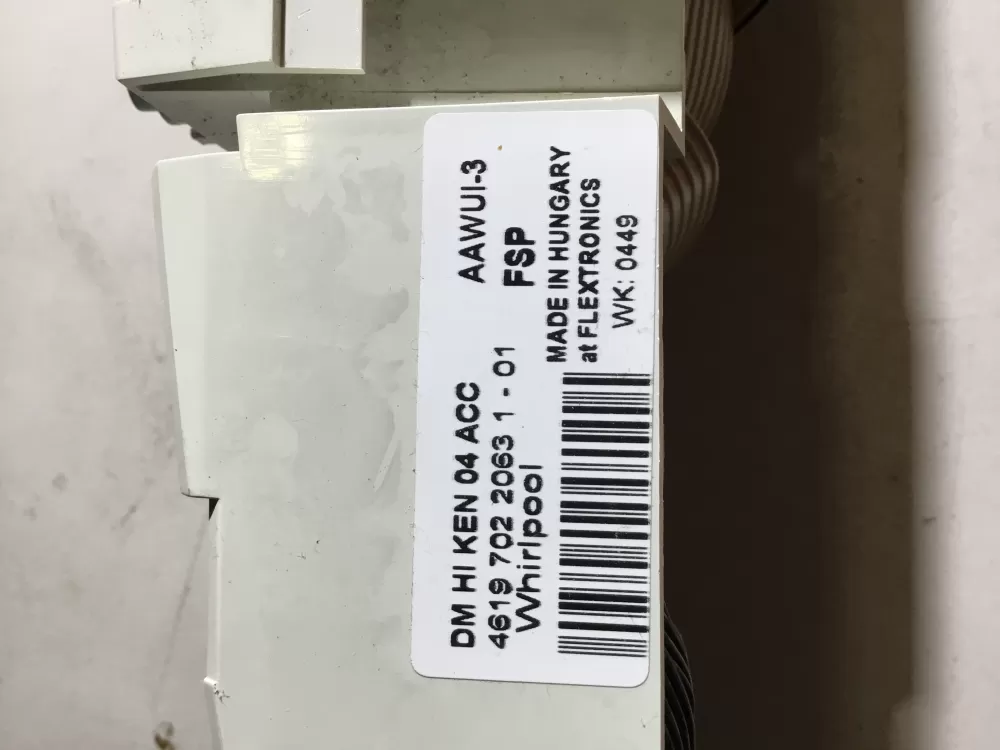 DM HI KEN 04 ACC AAWUI-3
4619 702 2063 1 - 01 FSP
Whirlpool
MADE IN HUNGARY
at FLEXTRONICS
WK: 0449